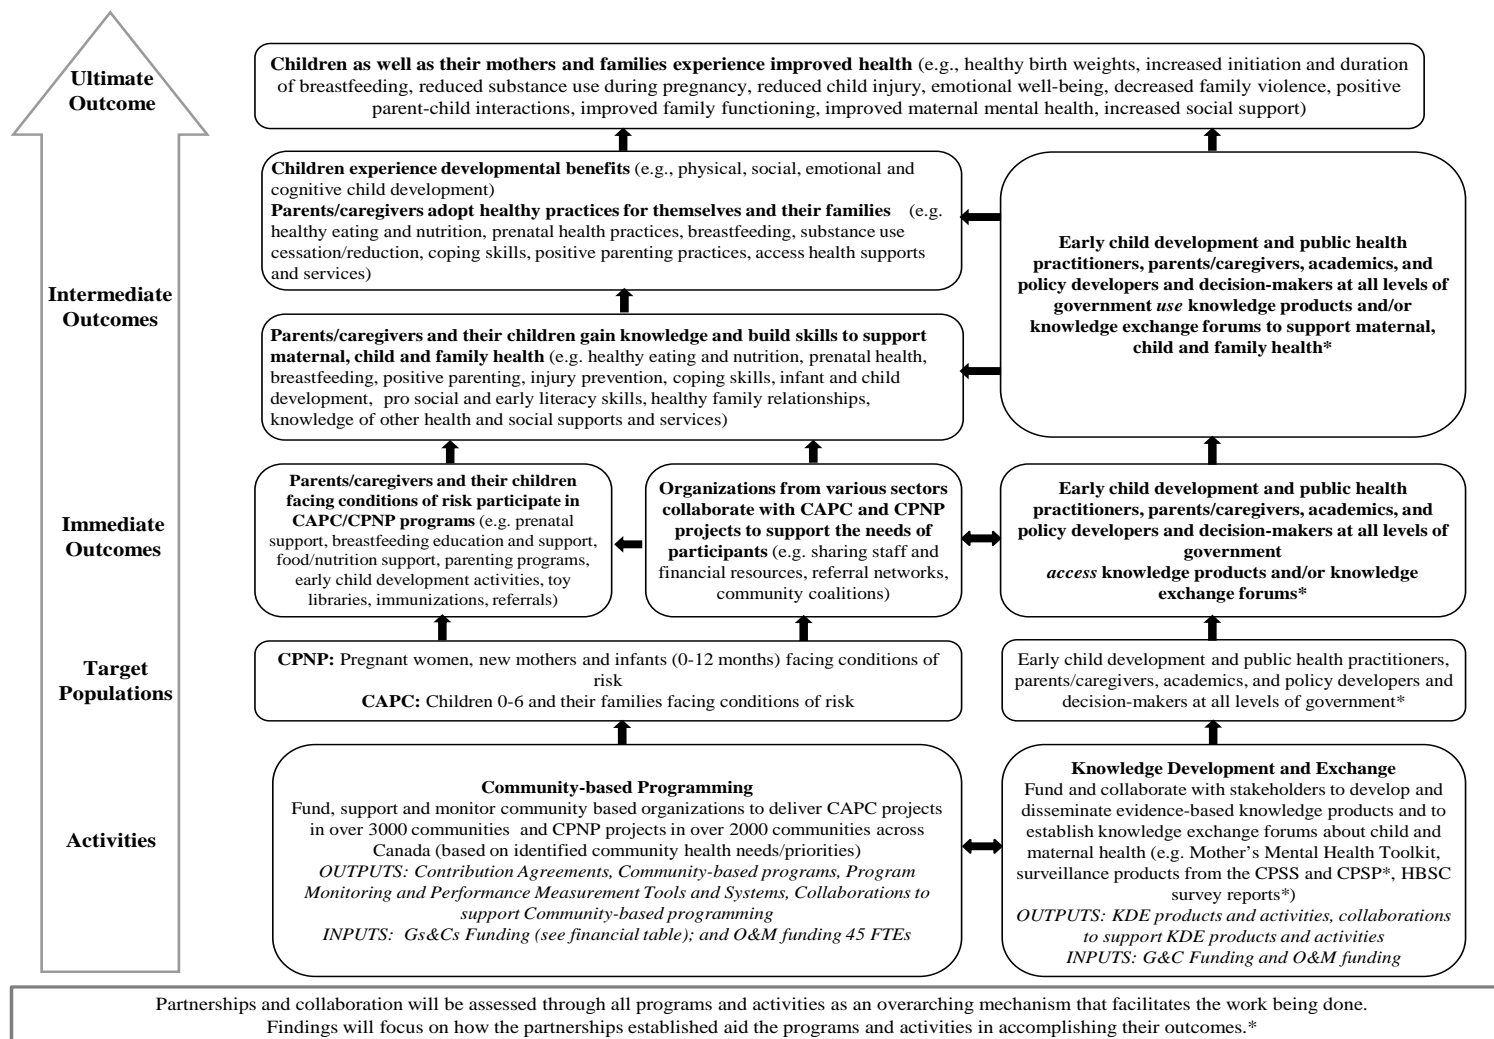 Ultimate
Outcome
Children as well as their mothers and families experience improved health (e.g., healthy birth weights, increased initiation and duration
of breastfeeding, reduced substance use during pregnancy, reduced child injury, emotional well-being, decreased family violence, positive
parent-child interactions, improved family functioning, improved maternal mental health, increased social support)
Intermediate
Outcomes
Children experience developmental benefits (e.g., physical, social, emotional and
cognitive child development)
Parents/caregivers adopt healthy practices for themselves and their families (e.g.
healthy eating and nutrition, prenatal health practices, breastfeeding, substance use
cessation/reduction, coping skills, positive parenting practices, access health supports
and services)
Parents/caregivers and their children gain knowledge and build skills to support
maternal, child and family health (e.g. healthy eating and nutrition, prenatal health,
breastfeeding, positive parenting, injury prevention, coping skills, infant and child
development, pro social and early literacy skills, healthy family relationships,
knowledge of other health and social supports and services)
Early child development and public health
practitioners, parents/caregivers, academics, and
policy developers and decision-makers at all levels of
government use knowledge products and/or
knowledge exchange forums to support maternal,
child and family health*
Immediate
Outcomes
Parents/caregivers and their children
facing conditions of risk participate in
CAPC/CPNP programs (e.g. prenatal
support, breastfeeding education and support,
food/nutrition support, parenting programs,
early child development activities, toy
libraries, immunizations, referrals)
Organizations from various sectors
collaborate with CAPC and CPNP
projects to support the needs of
participants (e.g. sharing staff and
financial resources, referral networks,
community coalitions)
Early child development and public health
practitioners, parents/caregivers, academics, and
policy developers and decision-makers at all levels of
government
access knowledge products and/or knowledge
exchange forums*
Target
Populations
CPNP: Pregnant women, new mothers and infants (0-12 months) facing conditions of
risk
CAPC: Children 0-6 and their families facing conditions of risk
Early child development and public health practitioners,
parents/caregivers, academics, and policy developers and
decision-makers at all levels of government*
Activities
Community-based Programming
Fund, support and monitor community based organizations to deliver CAPC projects
in over 3000 communities and CPNP projects in over 2000 communities across
Canada (based on identified community health needs/priorities)
OUTPUTS: Contribution Agreements, Community-based programs, Program
Monitoring and Performance Measurement Tools and Systems, Collaborations to
support Community-based programming
INPUTS: Gs&Cs Funding (see financial table); and O&M funding 45 FTEs
Knowledge Development and Exchange
Fund and collaborate with stakeholders to develop and
disseminate evidence-based knowledge products and to
establish knowledge exchange forums about child and
maternal health (e.g. Mother's Mental Health Toolkit,
surveillance products from the CPSS and CPSP*, HBSC
survey reports*)
OUTPUTS: KDE products and activities, collaborations
to support KDE products and activities
INPUTS: G&C Funding and O&M funding
Partnerships and collaboration will be assessed through all programs and activities as an overarching mechanism that facilitates the work being done.
Findings will focus on how the partnerships established aid the programs and activities in accomplishing their outcomes.*